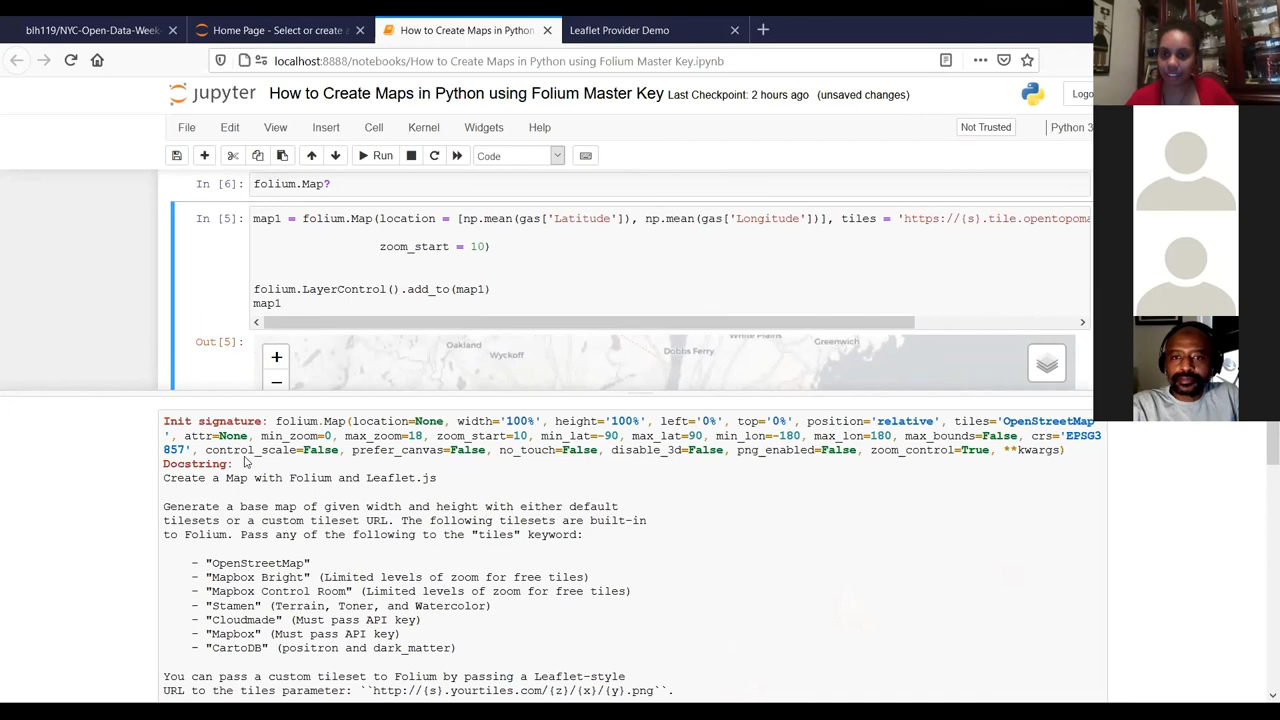 blh119/NYC-Open-Data-Week-
Home Page - Select or create a
How to Create Maps in Python
Leaflet Provider Demo
localhost:8888/notebooks/How to Create Maps in Python using Folium Master Key.ipynb
jupyter How to Create Maps in Python using Folium Master Key Last Checkpoint: 2 hours ago (unsaved changes)
Logo
File Edit View Insert Cell Kernel Widgets Help
Not Trusted
Python 3
Run
Code
In [6]: folium.Map?
In [5]: map1 = folium.Map(location = [np.mean(gas['Latitude']), np.mean(gas['Longitude'])], tiles = 'https://{s}.tile.opentopoma
zoom_start = 10)
folium.LayerControl().add_to(map1)
map1
Out[5]:
+
−
Oakland
Wyckoff
Dobbs Ferry
White Plains
Greenwich
Init signature: folium.Map(location=None, width='100%', height='100%', left='0%', top='0%', position='relative', tiles='OpenStreetMap
', attr=None, min_zoom=0, max_zoom=18, zoom_start=10, min_lat=-90, max_lat=90, min_lon=-180, max_lon=180, max_bounds=False, crs='EPSG3
857', control_scale=False, prefer_canvas=False, no_touch=False, disable_3d=False, png_enabled=False, zoom_control=True, **kwargs)
Docstring:
Create a Map with Folium and Leaflet.js
Generate a base map of given width and height with either default
tilesets or a custom tileset URL. The following tilesets are built-in
to Folium. Pass any of the following to the "tiles" keyword:
- "OpenStreetMap"
- "Mapbox Bright" (Limited levels of zoom for free tiles)
- "Mapbox Control Room" (Limited levels of zoom for free tiles)
- "Stamen" (Terrain, Toner, and Watercolor)
- "Cloudmade" (Must pass API key)
- "Mapbox" (Must pass API key)
- "CartoDB" (positron and dark_matter)
You can pass a custom tileset to Folium by passing a Leaflet-style
URL to the tiles parameter: ``http://{s}.yourtiles.com/{z}/{x}/{y}.png``.